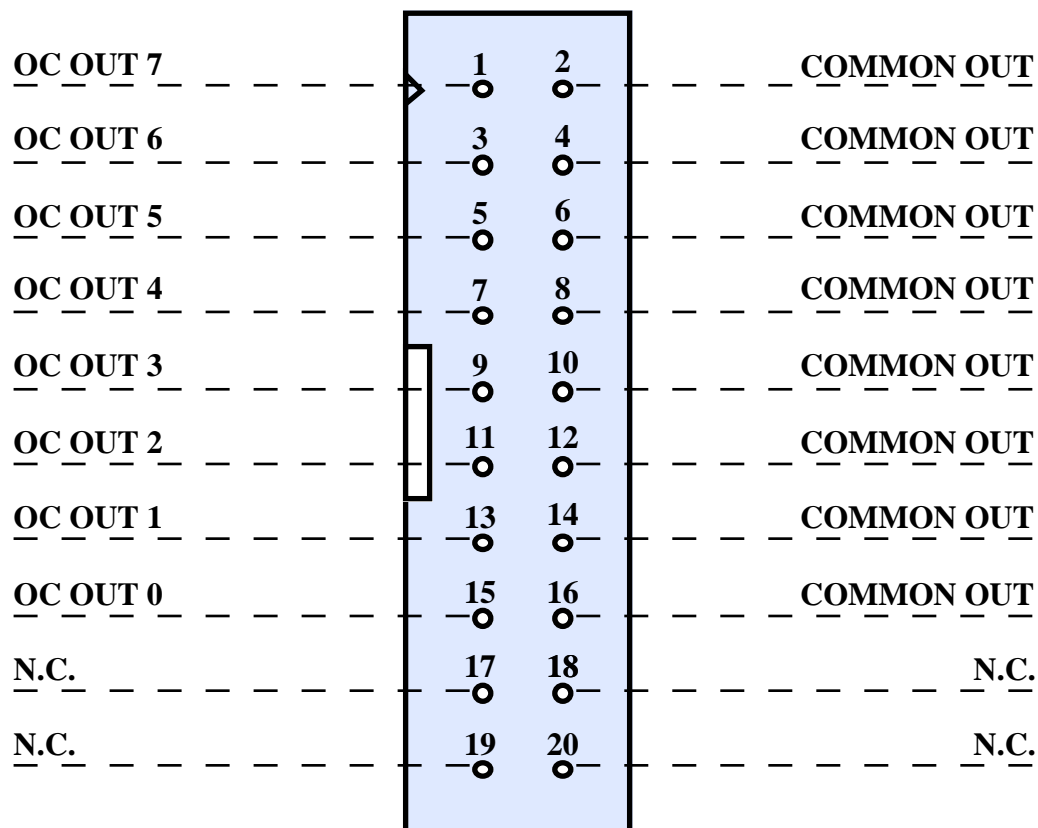 OC OUT 7 1 2 COMMON OUT
OC OUT 6 3 4 COMMON OUT
OC OUT 5 5 6 COMMON OUT
OC OUT 4 7 8 COMMON OUT
OC OUT 3 9 10 COMMON OUT
OC OUT 2 11 12 COMMON OUT
OC OUT 1 13 14 COMMON OUT
OC OUT 0 15 16 COMMON OUT
N.C. 17 18 N.C.
N.C. 19 20 N.C.